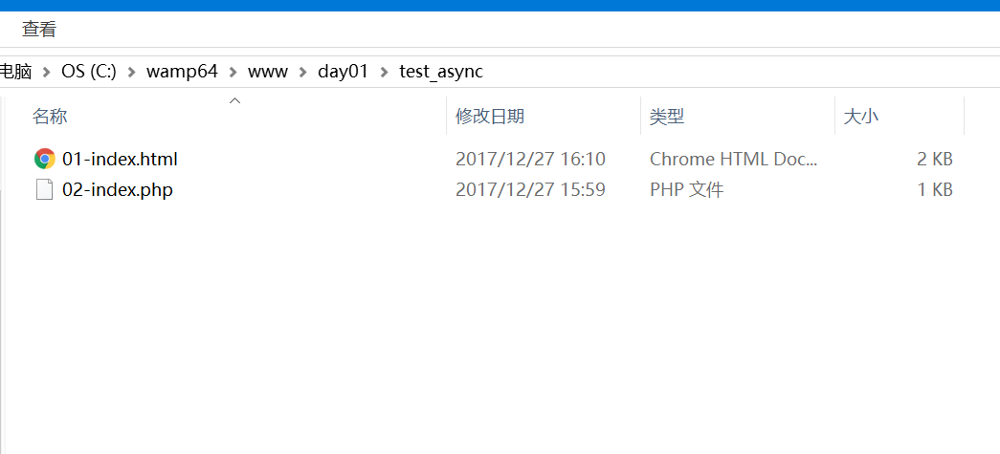 查看
电脑 OS (C:) wamp64 www day01 test_async
名称 修改日期 类型 大小
01-index.html 2017/12/27 16:10 Chrome HTML Doc... 2 KB
02-index.php 2017/12/27 15:59 PHP 文件 1 KB